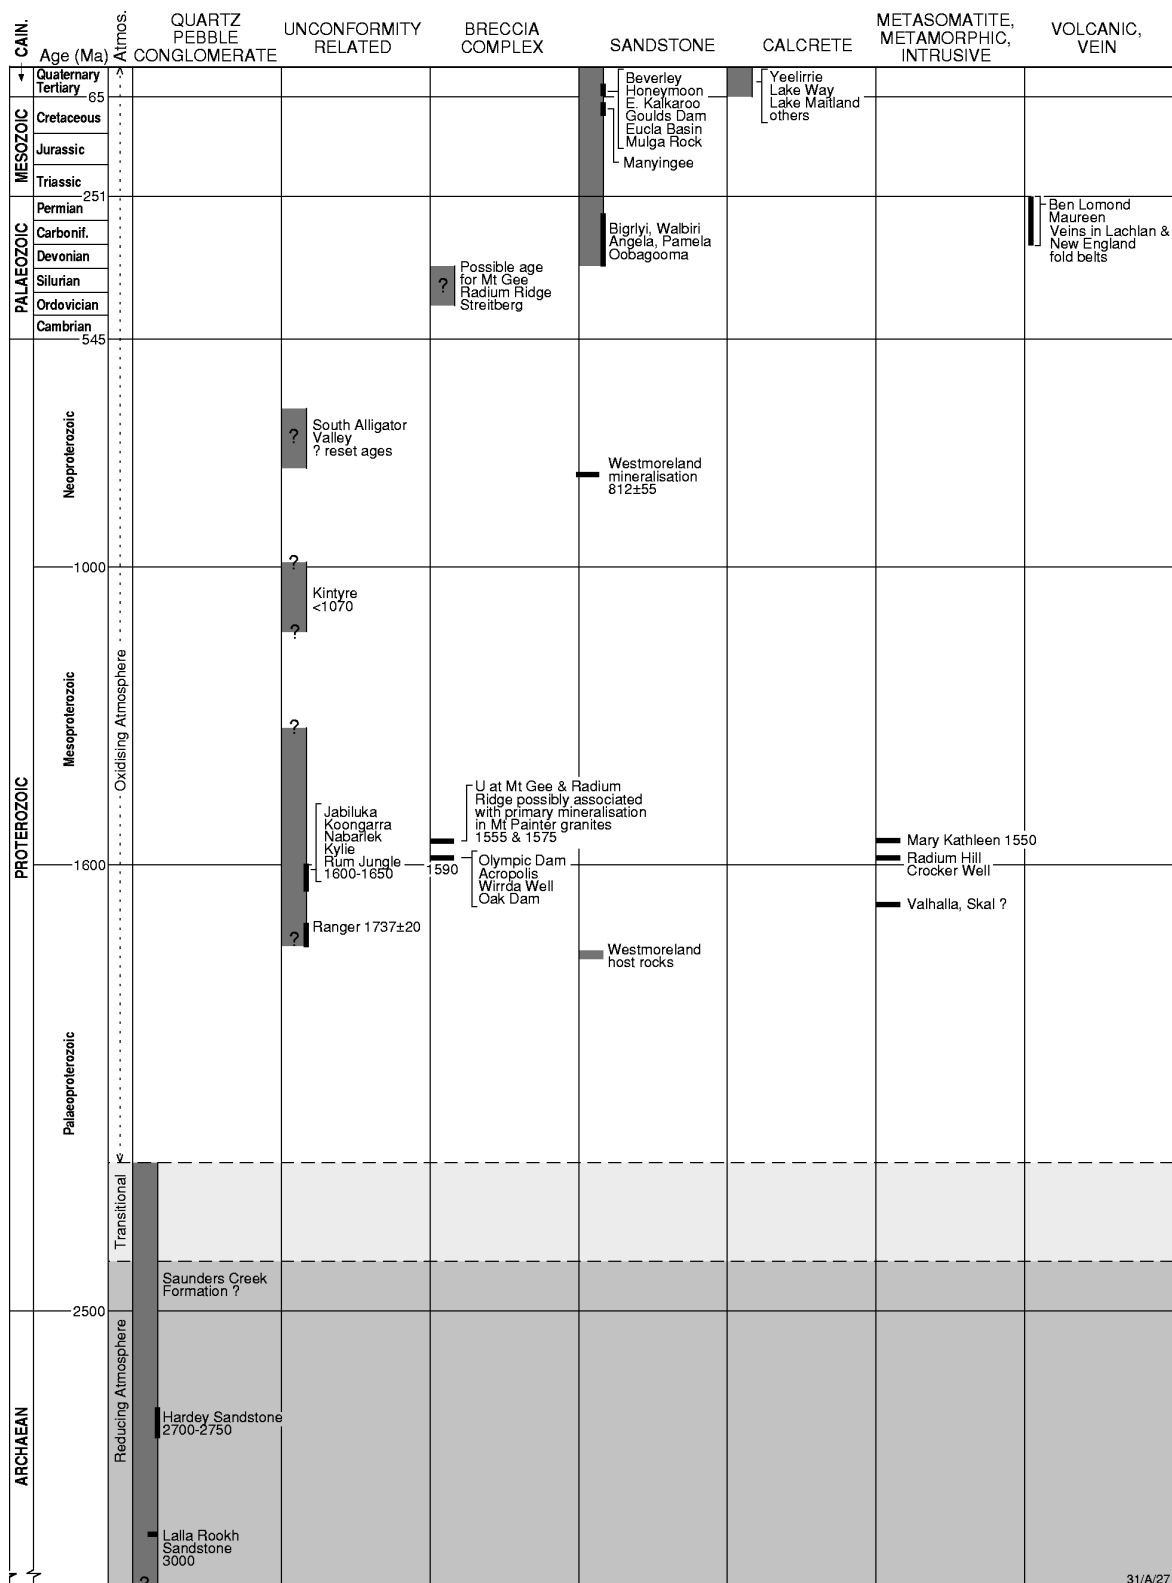 CAIN.
Age (Ma)
Atmos.
QUARTZ
PEBBLE
CONGLOMERATE
UNCONFORMITY
RELATED
BRECCIA
COMPLEX
SANDSTONE
CALCRETE
METASOMATITE,
METAMORPHIC,
INTRUSIVE
VOLCANIC,
VEIN
Quaternary
Tertiary
65
MESOZOIC
Cretaceous
Jurassic
Triassic
251
PALAEOZOIC
Permian
Carbonif.
Devonian
Silurian
Ordovician
Cambrian
545
Beverley
Honeymoon
E. Kalkaroo
Goulds Dam
Eucla Basin
Mulga Rock
Manyingee
Yeelirrie
Lake Way
Lake Maitland
others
Bigrlyi, Walbiri
Angela, Pamela
Oobagooma
Ben Lomond
Maureen
Veins in Lachlan &
New England
fold belts
?
Possible age
for Mt Gee
Radium Ridge
Streitberg
PROTEROZOIC
Neoproterozoic
?
South Alligator
Valley
? reset ages
Westmoreland
mineralisation
812±55
1000
?
Kintyre
<1070
?
Mesoproterozoic
Oxidising Atmosphere
?
Jabiluka
Koongarra
Nabarlek
Kylie
Rum Jungle
1600-1650
U at Mt Gee & Radium
Ridge possibly associated
with primary mineralisation
in Mt Painter granites
1555 & 1575
Olympic Dam
Acropolis
Wirrda Well
Oak Dam
1590
Mary Kathleen 1550
Radium Hill
Crocker Well
Valhalla, Skal ?
1600
?
Ranger 1737±20
Westmoreland
host rocks
Palaeoproterozoic
Transitional
Saunders Creek
Formation ?
2500
ARCHAEAN
Reducing Atmosphere
Hardey Sandstone
2700-2750
Lalla Rookh
Sandstone
3000
?
31/A/27